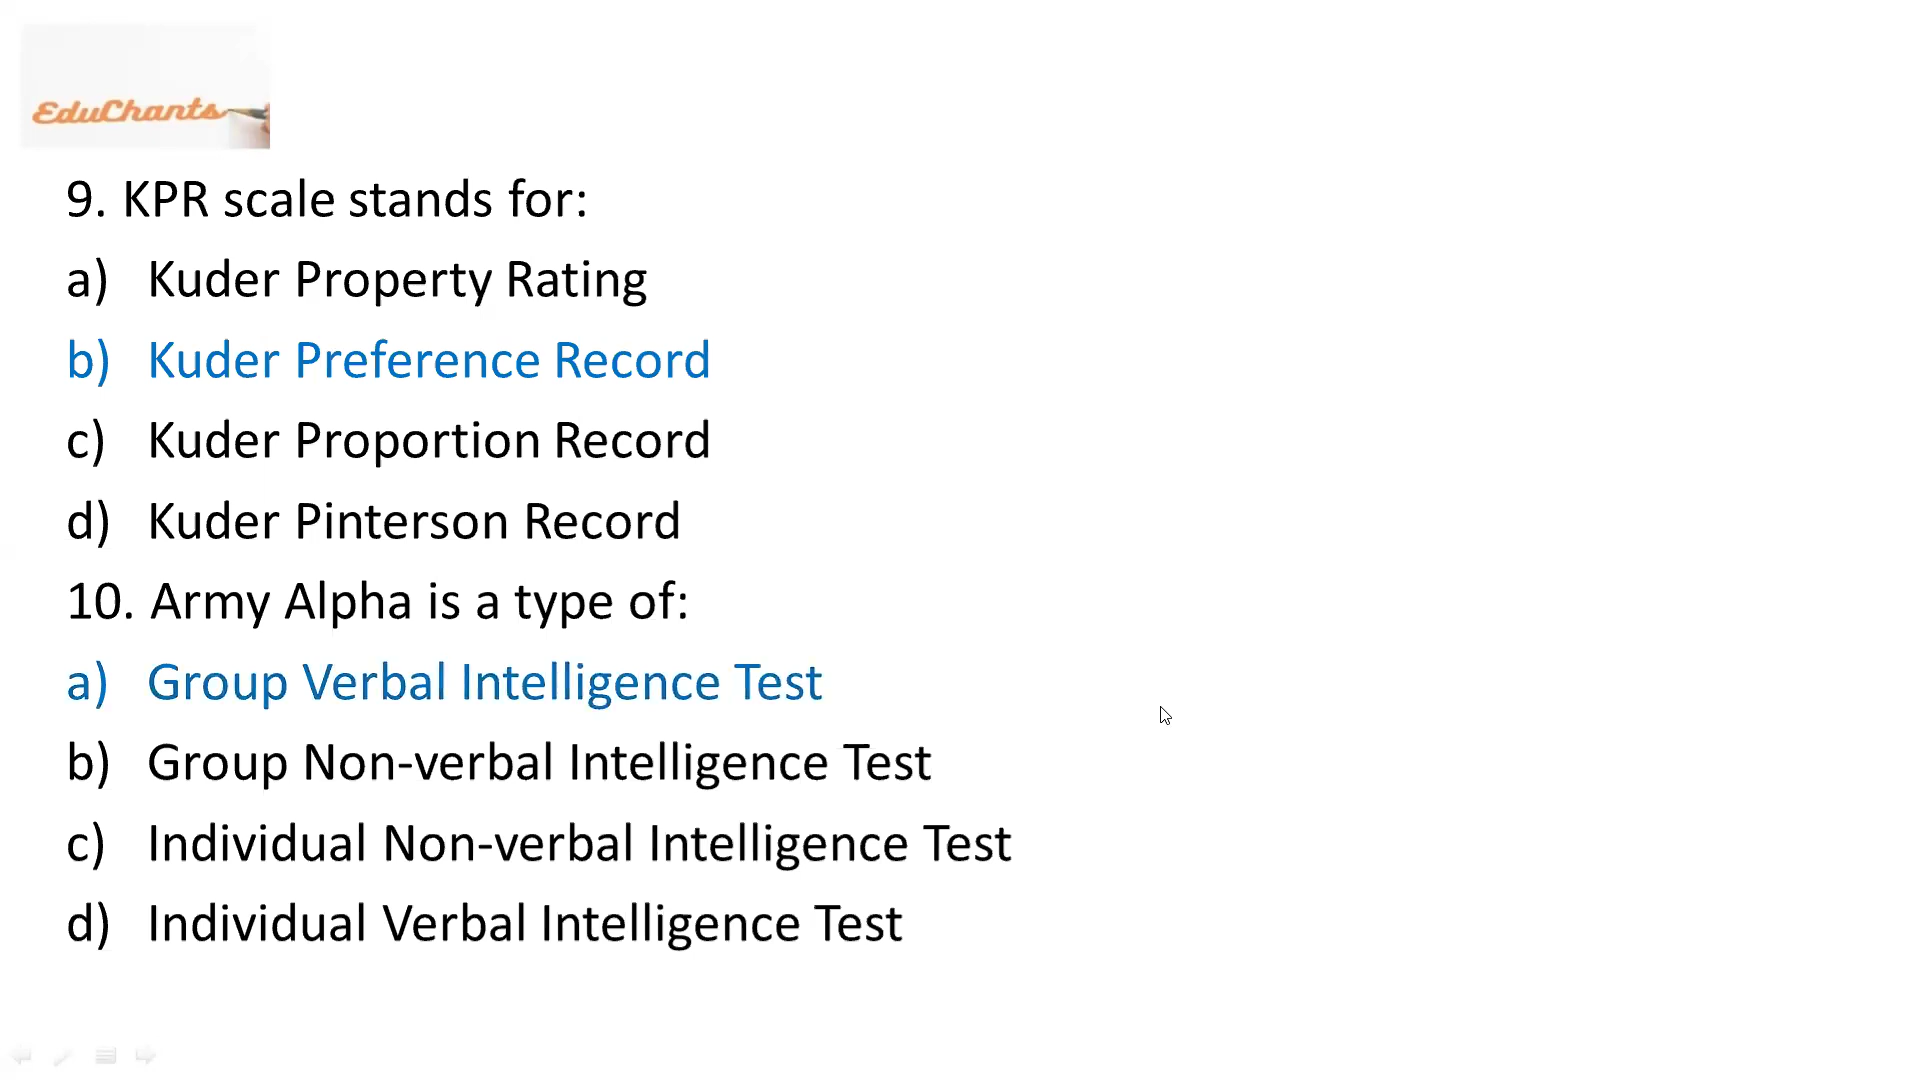 EduChants
9. KPR scale stands for:
a) Kuder Property Rating
b) Kuder Preference Record
c) Kuder Proportion Record
d) Kuder Pinterson Record
10. Army Alpha is a type of:
a) Group Verbal Intelligence Test
b) Group Non-verbal Intelligence Test
c) Individual Non-verbal Intelligence Test
d) Individual Verbal Intelligence Test